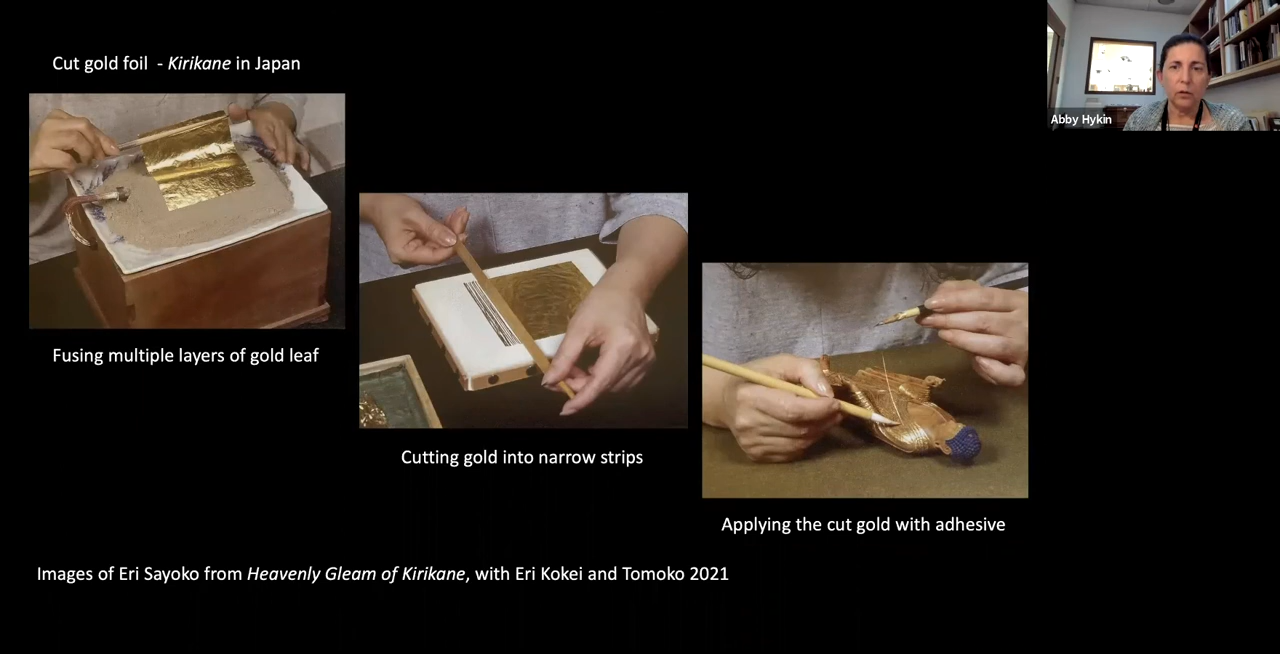 Cut gold foil - Kirikane in Japan
Abby Hykin
Fusing multiple layers of gold leaf
Cutting gold into narrow strips
Applying the cut gold with adhesive
Images of Eri Sayoko from Heavenly Gleam of Kirikane, with Eri Kokei and Tomoko 2021